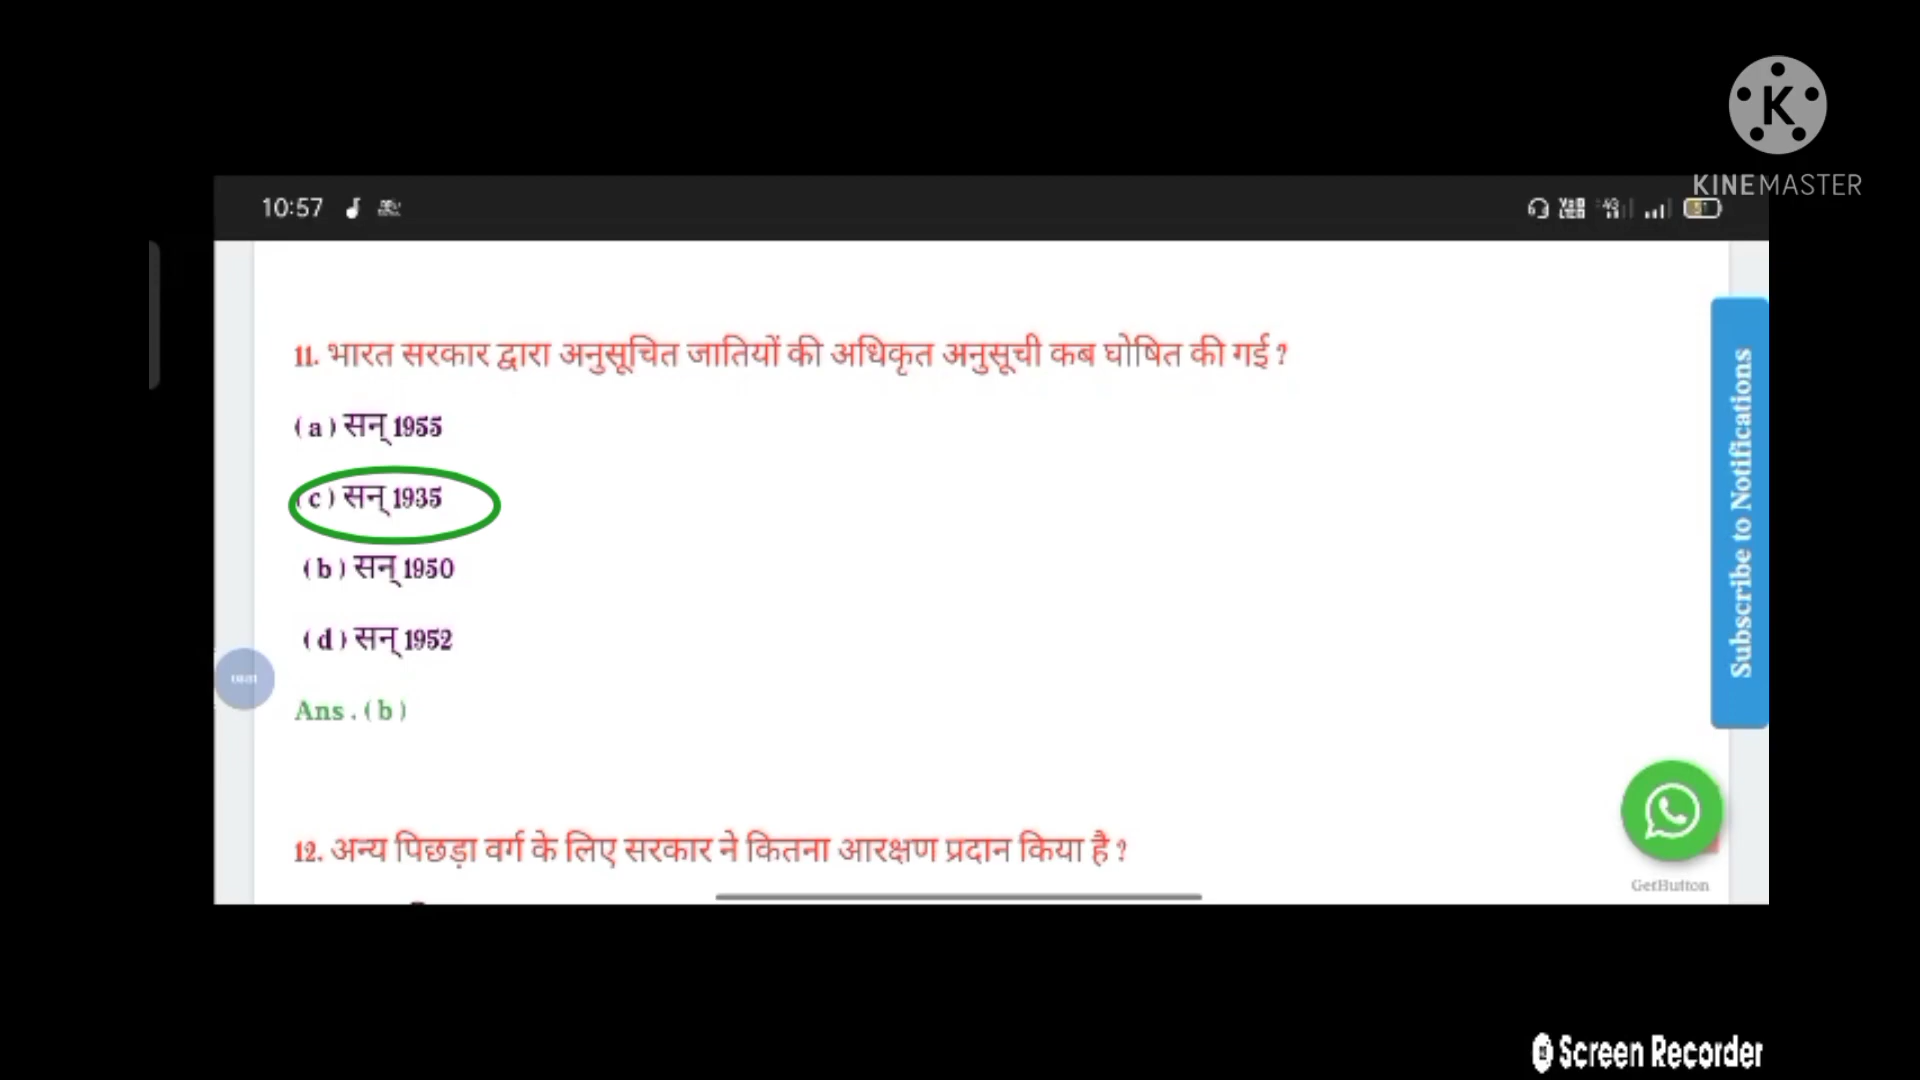 KINEMASTER
10:57
11. भारत सरकार द्वारा अनुसूचित जातियों की अधिकृत अनुसूची कब घोषित की गई ?
( a ) सन् 1955
( c ) सन् 1935
( b ) सन् 1950
( d ) सन् 1952
Ans . ( b )
12. अन्य पिछड़ा वर्ग के लिए सरकार ने कितना आरक्षण प्रदान किया है ?
Subscribe to Notifications
GetButton
Screen Recorder